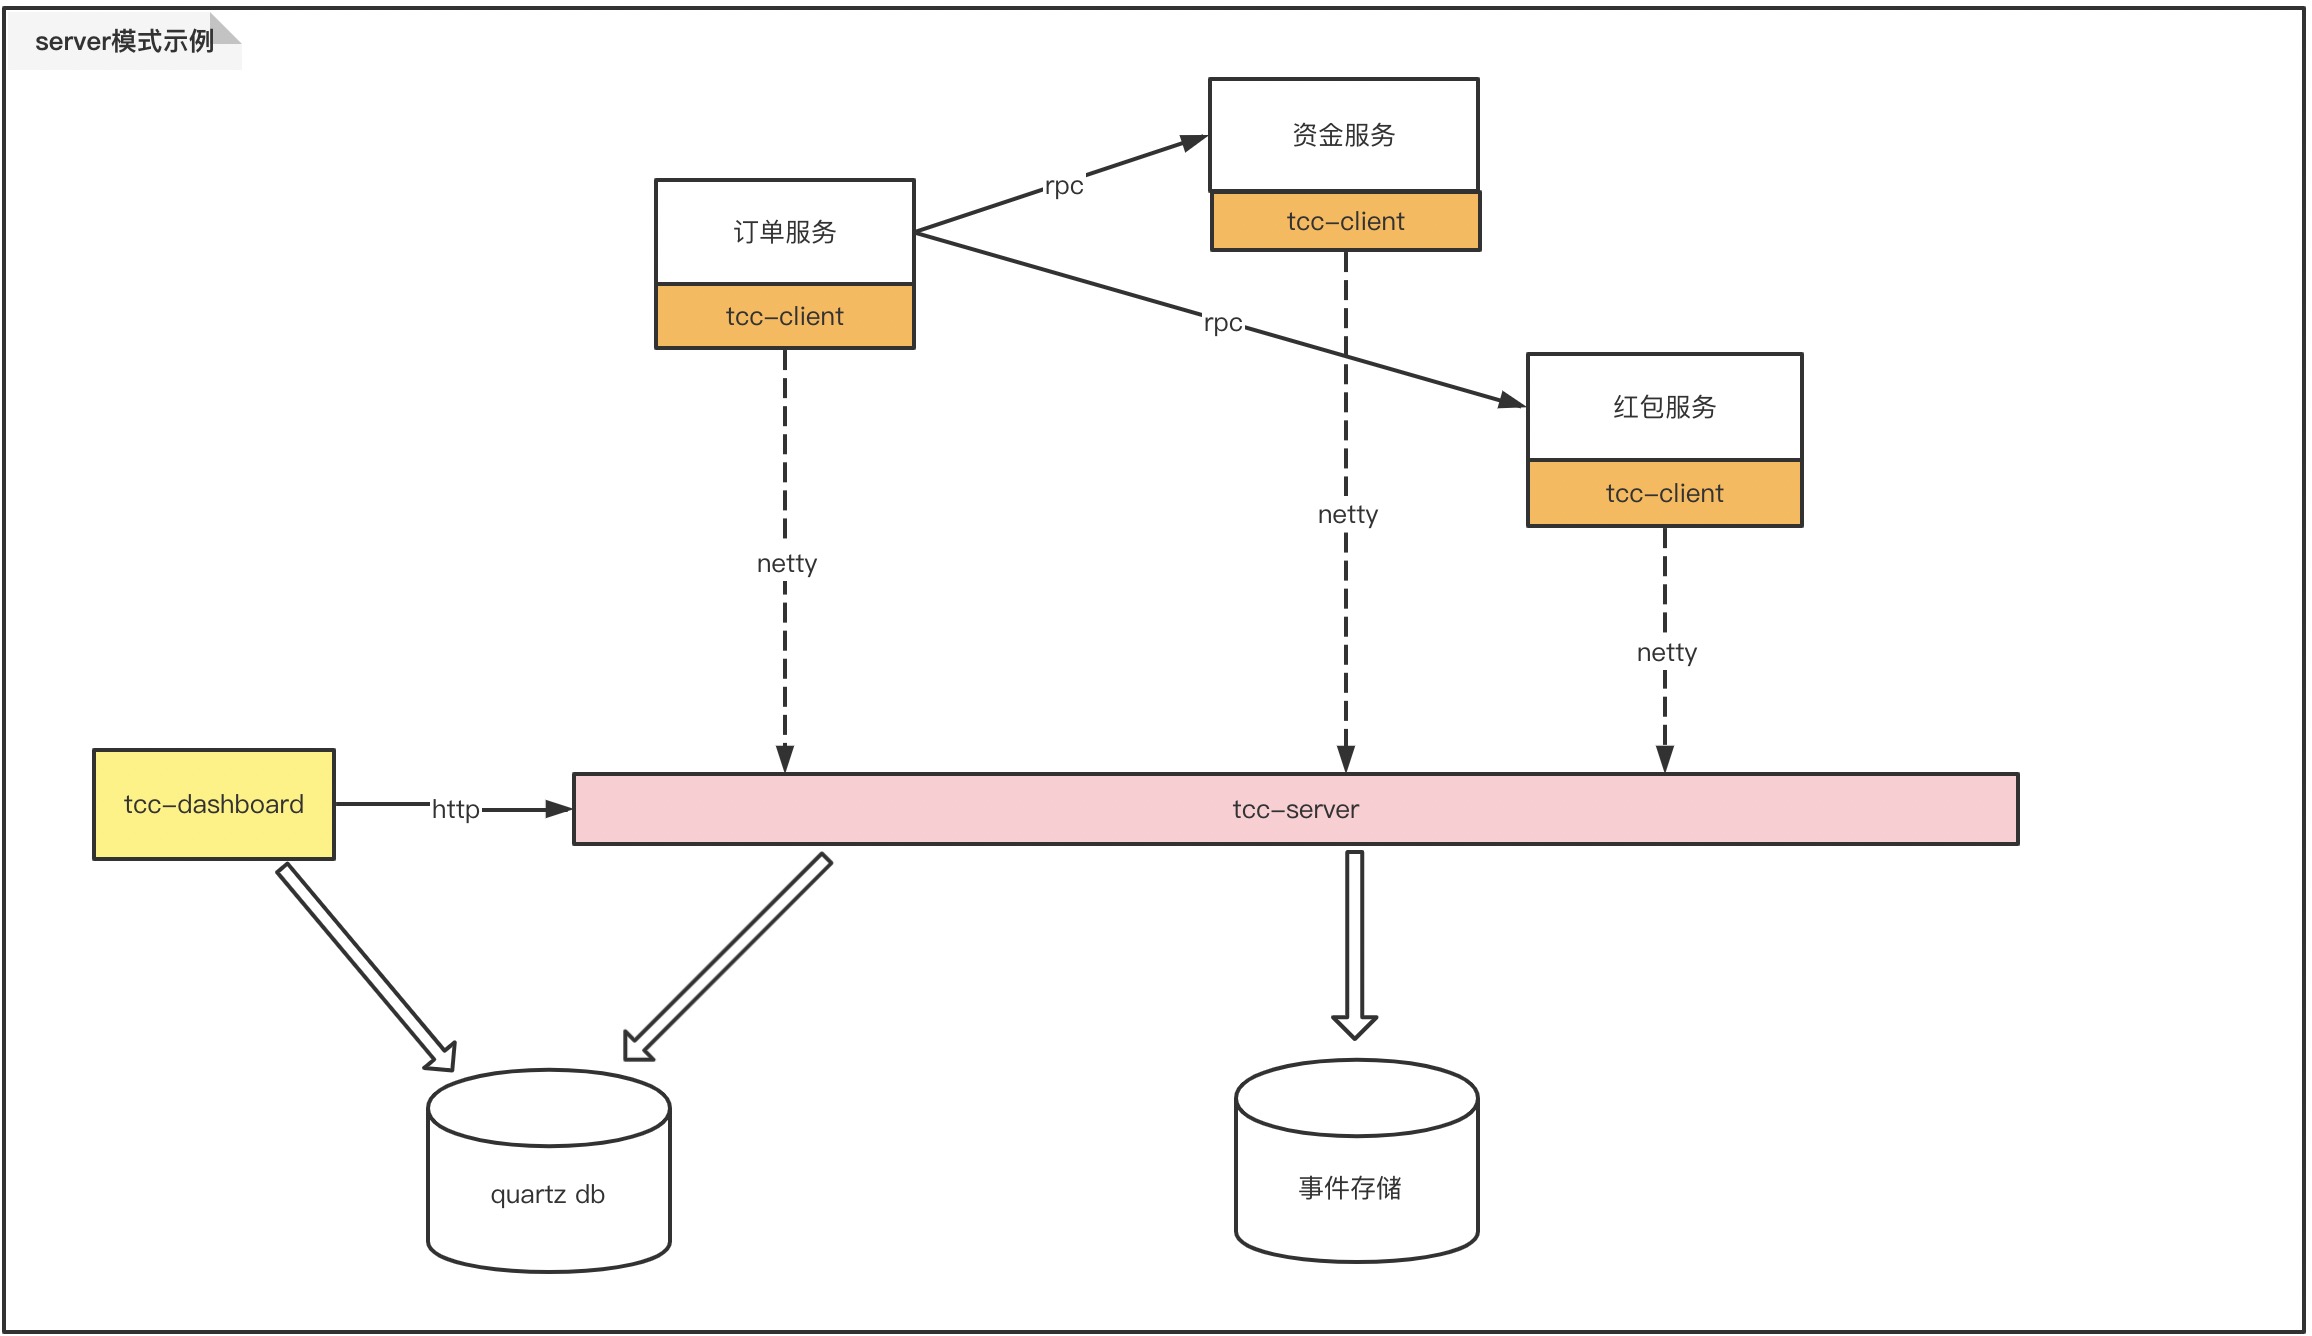 server模式示例
资金服务
rpc
tcc-client
订单服务
tcc-client
rpc
红包服务
tcc-client
netty
netty
netty
tcc-dashboard
http
tcc-server
quartz db
事件存储